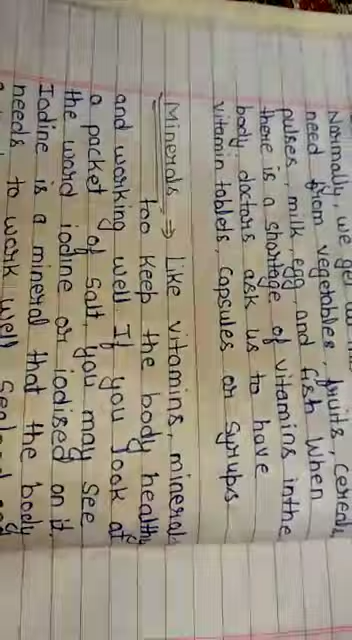 Normally, we get
need from vegetables, fruits, cereals,
pulses, milk, egg, and fish When
there is a shortage of vitamins inthe
body, doctors ask us to have
vitamin tablets, capsules or syrups
Minerals → Like vitamins, minerals
too keep the body healthy
and working well. If you look at
a packet of salt, you may see
the word iodine or iodised on it.
Iodine is a mineral that the body
needs to work well